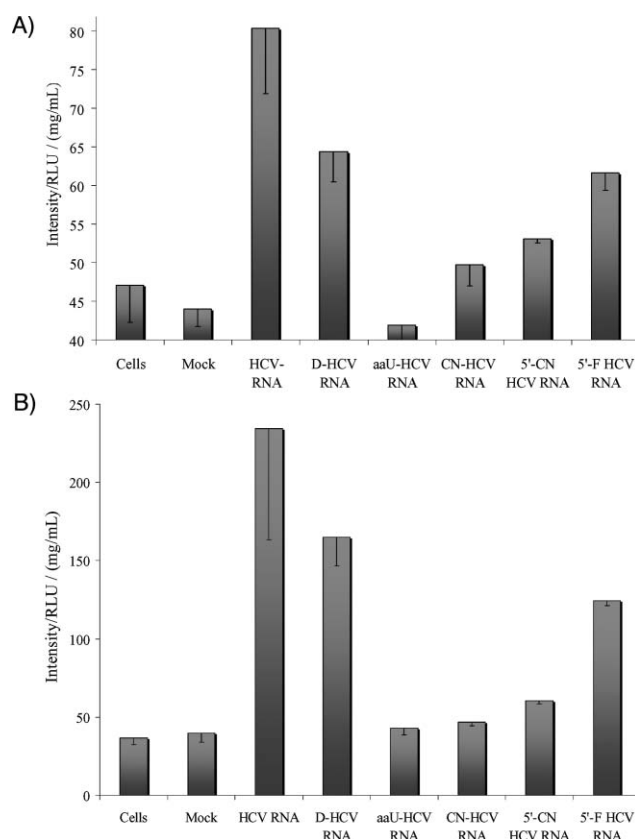 A)
Intensity/RLU / (mg/mL)
80
75
70
65
60
55
50
45
40
Cells Mock HCV- D-HCV aaU-HCV CN-HCV 5'-CN 5'-F HCV
RNA RNA RNA RNA HCV RNA RNA
B)
Intensity/RLU / (mg/mL)
250
200
150
100
50
0
Cells Mock HCV RNA D-HCV aaU-HCV CN-HCV 5'-CN 5'-F HCV
RNA RNA RNA HCV RNA RNA